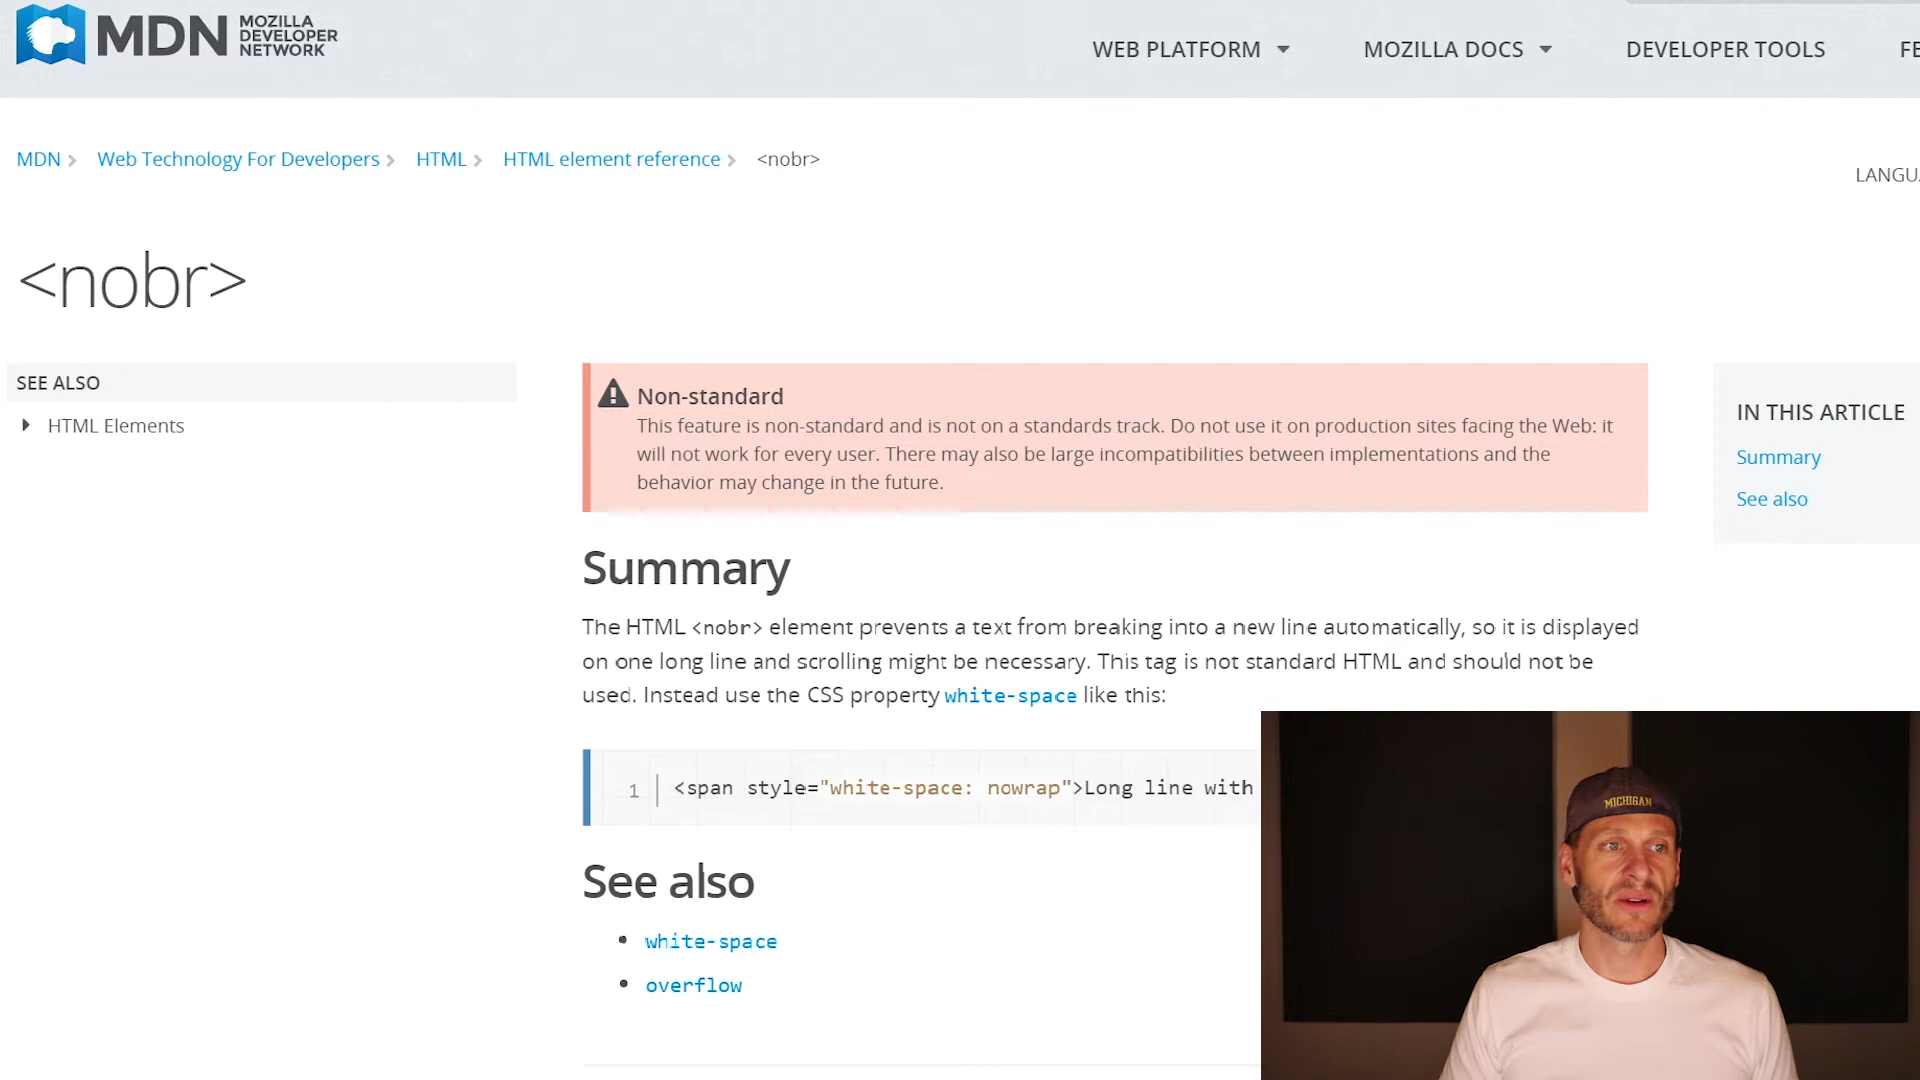 MDN MOZILLA DEVELOPER NETWORK
WEB PLATFORM
MOZILLA DOCS
DEVELOPER TOOLS
MDN
Web Technology For Developers
HTML
HTML element reference
<nobr>
<nobr>
SEE ALSO
HTML Elements
Non-standard
This feature is non-standard and is not on a standards track. Do not use it on production sites facing the Web: it
will not work for every user. There may also be large incompatibilities between implementations and the
behavior may change in the future.
IN THIS ARTICLE
Summary
See also
Summary
The HTML <nobr> element prevents a text from breaking into a new line automatically, so it is displayed
on one long line and scrolling might be necessary. This tag is not standard HTML and should not be
used. Instead use the CSS property white-space like this:
1 <span style="white-space: nowrap">Long line with
See also
white-space
overflow
MICHIGAN